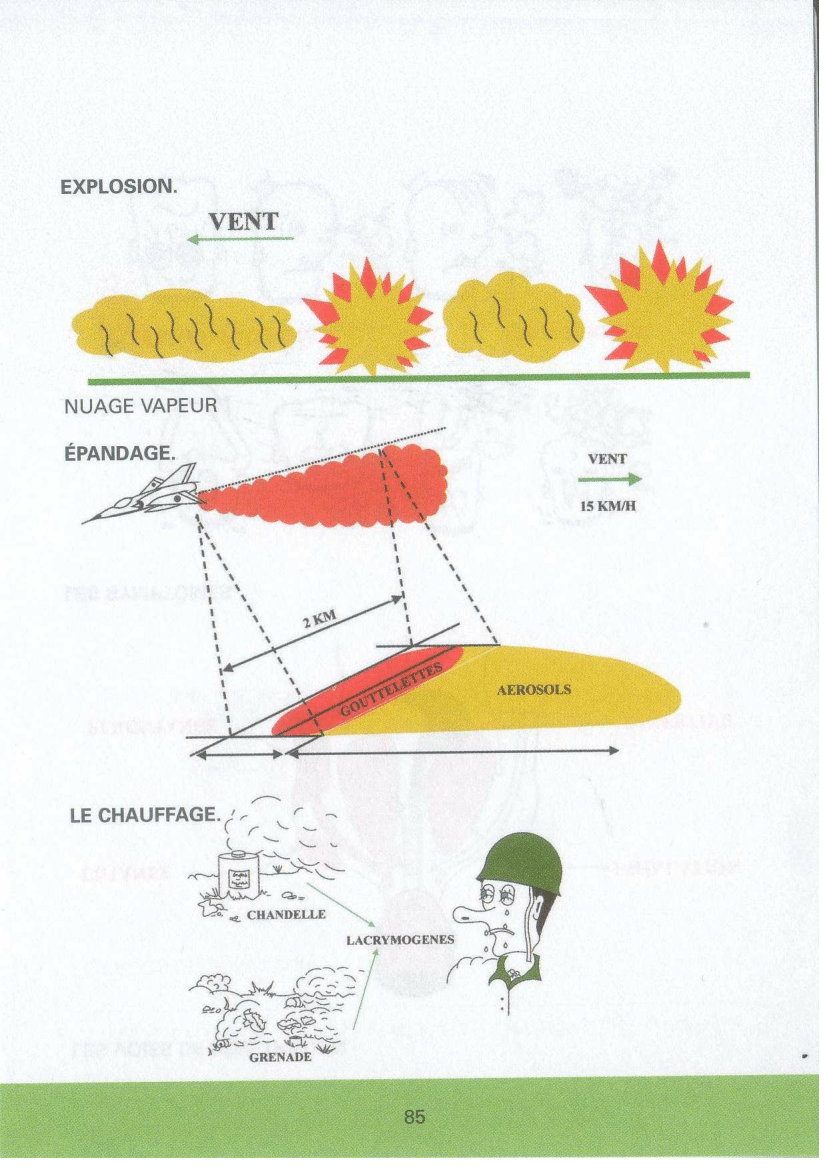 EXPLOSION.
VENT
NUAGE VAPEUR
ÉPANDAGE.
VENT
15 KM/H
2 KM
GOUTTELETTES
AEROSOLS
LE CHAUFFAGE.
CHANDELLE
LACRYMOGENES
GRENADE
85